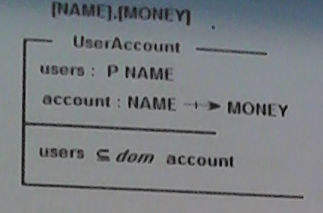 [NAME],[MONEY]
UserAccount
users : P NAME
account : NAME ⇸ MONEY
users ⊆ dom account